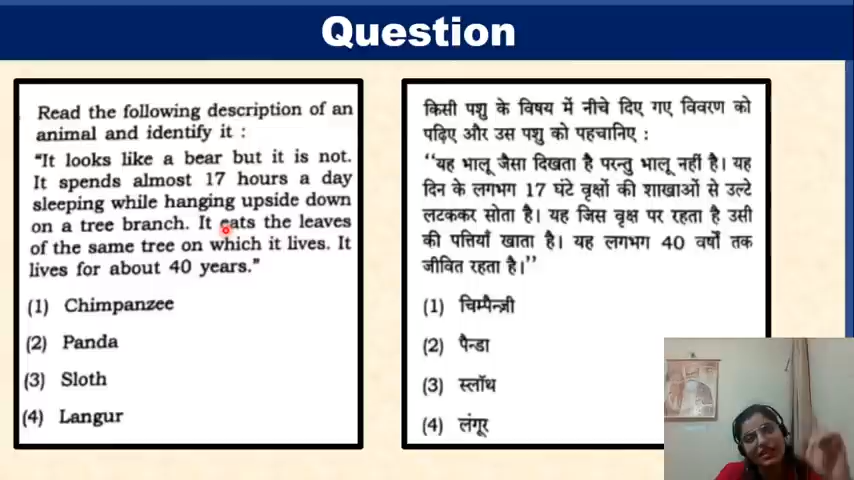 Question
Read the following description of an
animal and identify it :
"It looks like a bear but it is not.
It spends almost 17 hours a day
sleeping while hanging upside down
on a tree branch. It eats the leaves
of the same tree on which it lives. It
lives for about 40 years."
(1) Chimpanzee
(2) Panda
(3) Sloth
(4) Langur
किसी पशु के विषय में नीचे दिए गए विवरण को
पढ़िए और उस पशु को पहचानिए :
"यह भालू जैसा दिखता है परन्तु भालू नहीं है। यह
दिन के लगभग 17 घंटे वृक्षों की शाखाओं से उल्टे
लटककर सोता है। यह जिस वृक्ष पर रहता है उसी
की पत्तियाँ खाता है। यह लगभग 40 वर्षों तक
जीवित रहता है।"
(1) चिम्पैन्ज़ी
(2) पैन्डा
(3) स्लॉथ
(4) लंगूर